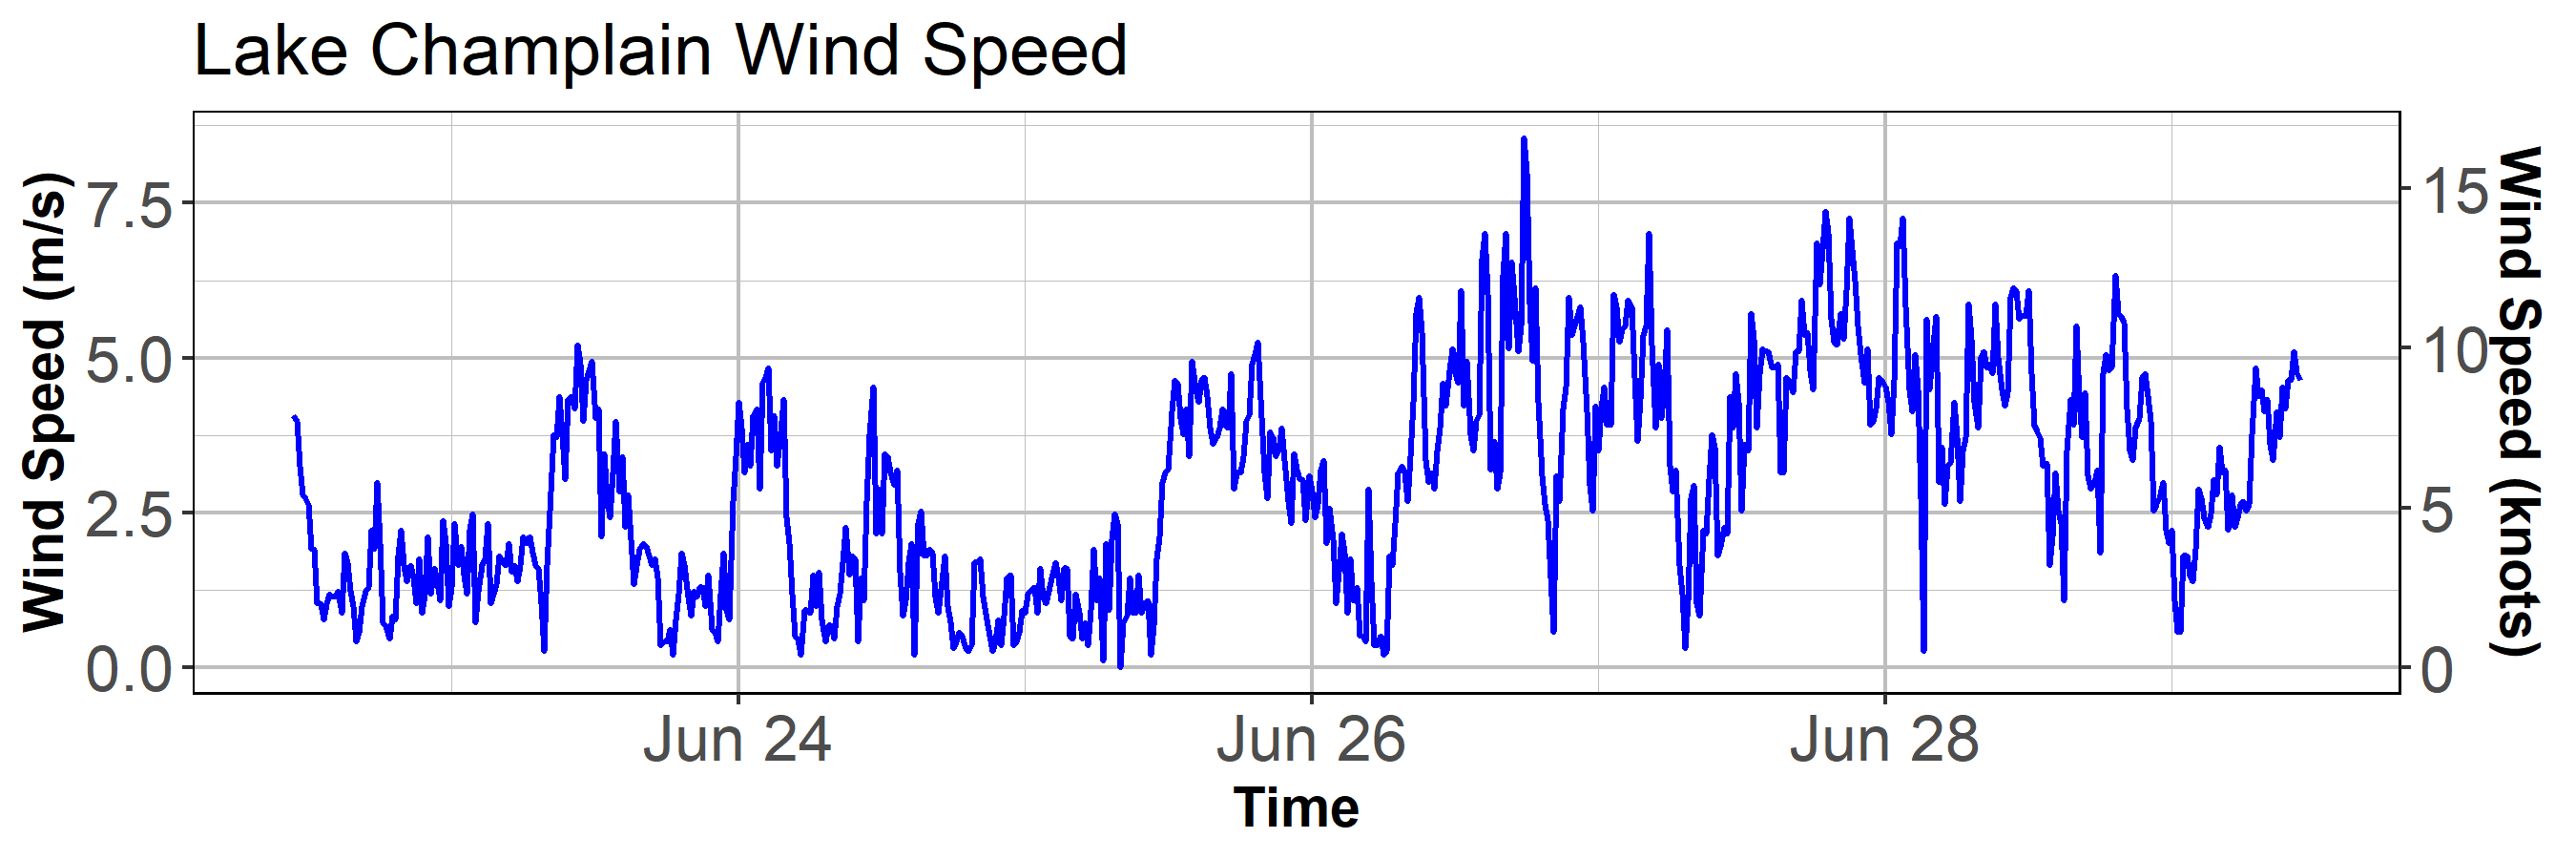 Lake Champlain Wind Speed
Wind Speed (m/s)
7.5
5.0
2.5
0.0
15
10
5
0
Wind Speed (knots)
Jun 24
Jun 26
Jun 28
Time